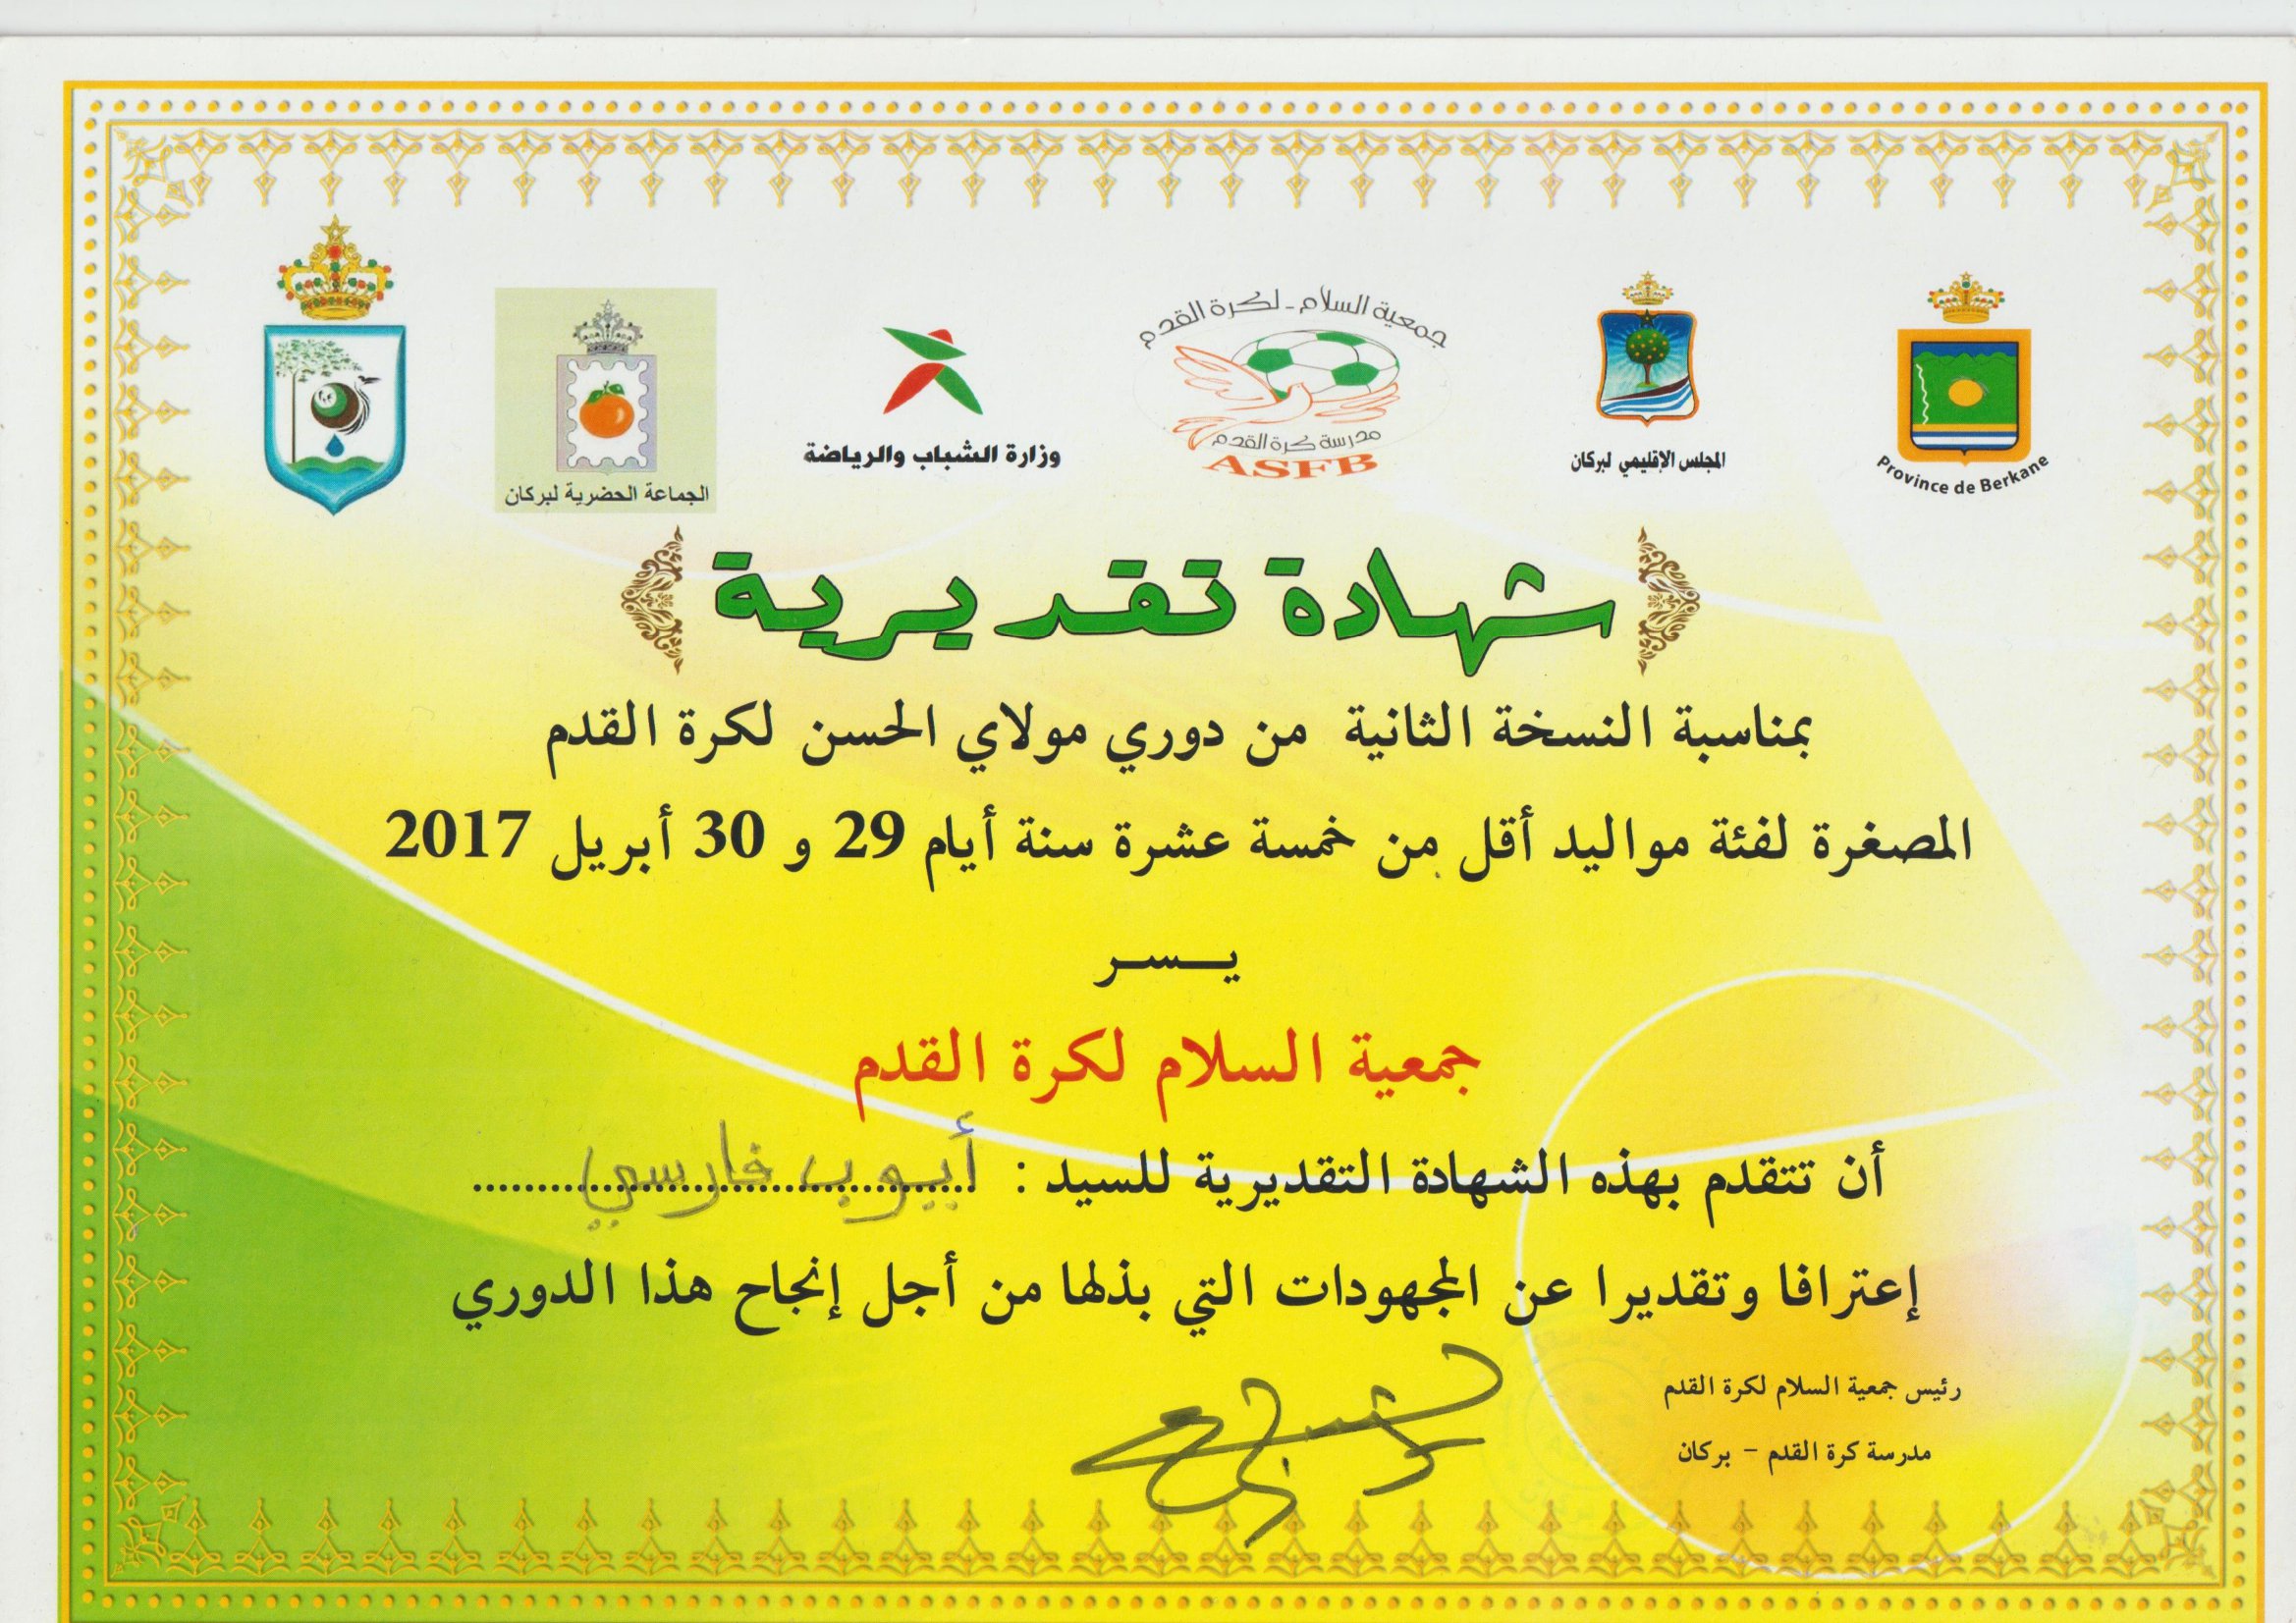 جمعية السلام - لكرة القدم
مدرسة كرة القدم
ASFB
Province de Berkane
المجلس الإقليمي لبركان
وزارة الشباب والرياضة
الجماعة الحضرية لبركان
شهادة تقديرية
بمناسبة النسخة الثانية من دوري مولاي الحسن لكرة القدم
المصغرة لفئة مواليد أقل من خمسة عشرة سنة أيام 29 و 30 أبريل 2017
يسر
جمعية السلام لكرة القدم
أن تتقدم بهذه الشهادة التقديرية للسيد : أيوب فارسي
إعترافا وتقديرا عن المجهودات التي بذلها من أجل إنجاح هذا الدوري
رئيس جمعية السلام لكرة القدم
مدرسة كرة القدم - بركان